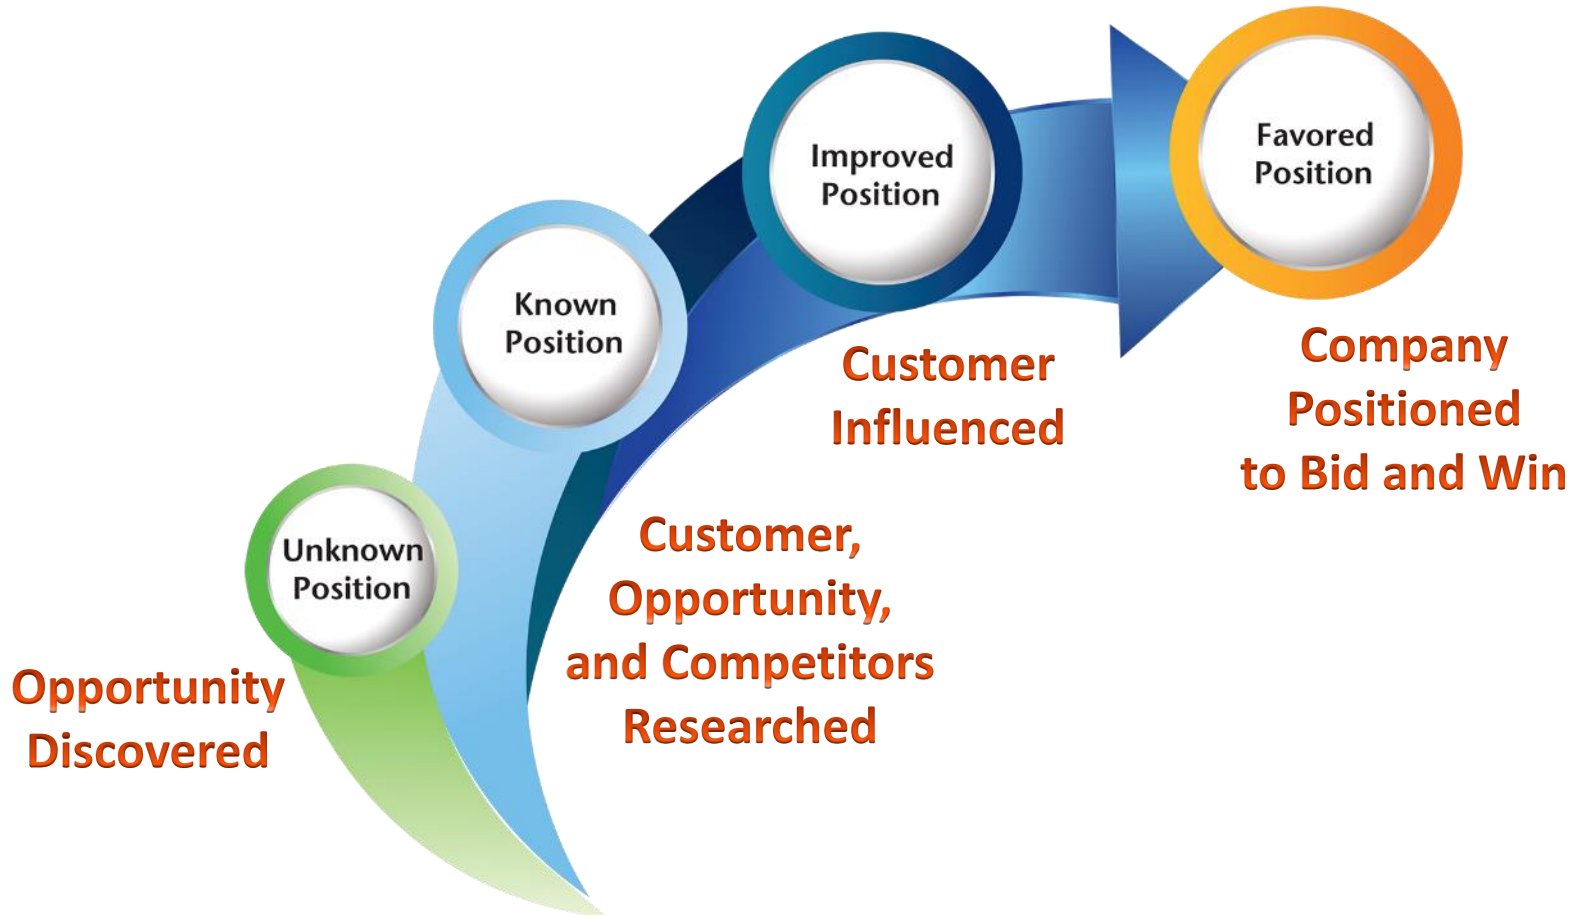 Unknown
Position
Opportunity
Discovered
Known
Position
Customer,
Opportunity,
and Competitors
Researched
Improved
Position
Customer
Influenced
Favored
Position
Company
Positioned
to Bid and Win